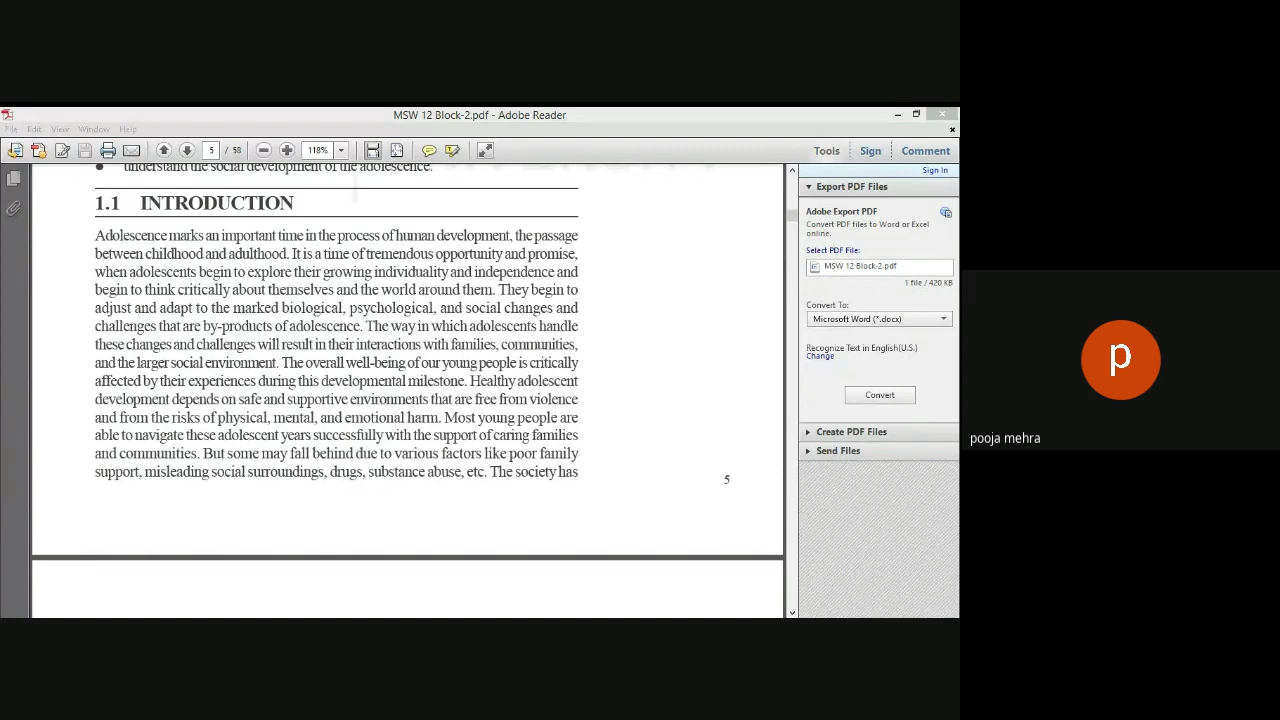 MSW 12 Block-2.pdf - Adobe Reader
File Edit View Window Help
5 / 58 118% Tools Sign Comment
understand the social development of the adolescence.
1.1 INTRODUCTION
Adolescence marks an important time in the process of human development, the passage
between childhood and adulthood. It is a time of tremendous opportunity and promise,
when adolescents begin to explore their growing individuality and independence and
begin to think critically about themselves and the world around them. They begin to
adjust and adapt to the marked biological, psychological, and social changes and
challenges that are by-products of adolescence. The way in which adolescents handle
these changes and challenges will result in their interactions with families, communities,
and the larger social environment. The overall well-being of our young people is critically
affected by their experiences during this developmental milestone. Healthy adolescent
development depends on safe and supportive environments that are free from violence
and from the risks of physical, mental, and emotional harm. Most young people are
able to navigate these adolescent years successfully with the support of caring families
and communities. But some may fall behind due to various factors like poor family
support, misleading social surroundings, drugs, substance abuse, etc. The society has
5
Sign In
Export PDF Files
Adobe Export PDF
Convert PDF files to Word or Excel
online.
Select PDF File:
MSW 12 Block-2.pdf
1 file / 420 KB
Convert To:
Microsoft Word (*.docx)
Recognize Text in English(U.S.)
Change
Convert
Create PDF Files
Send Files
p
pooja mehra